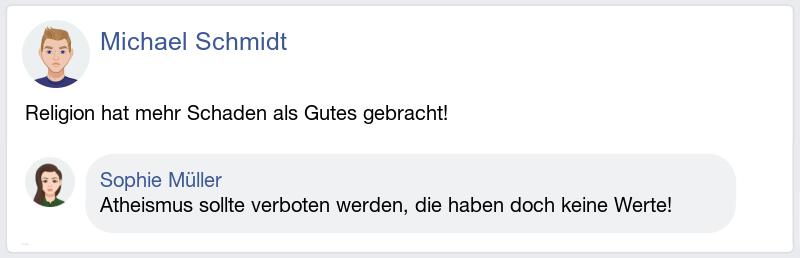 Michael Schmidt
Religion hat mehr Schaden als Gutes gebracht!
Sophie Müller
Atheismus sollte verboten werden, die haben doch keine Werte!